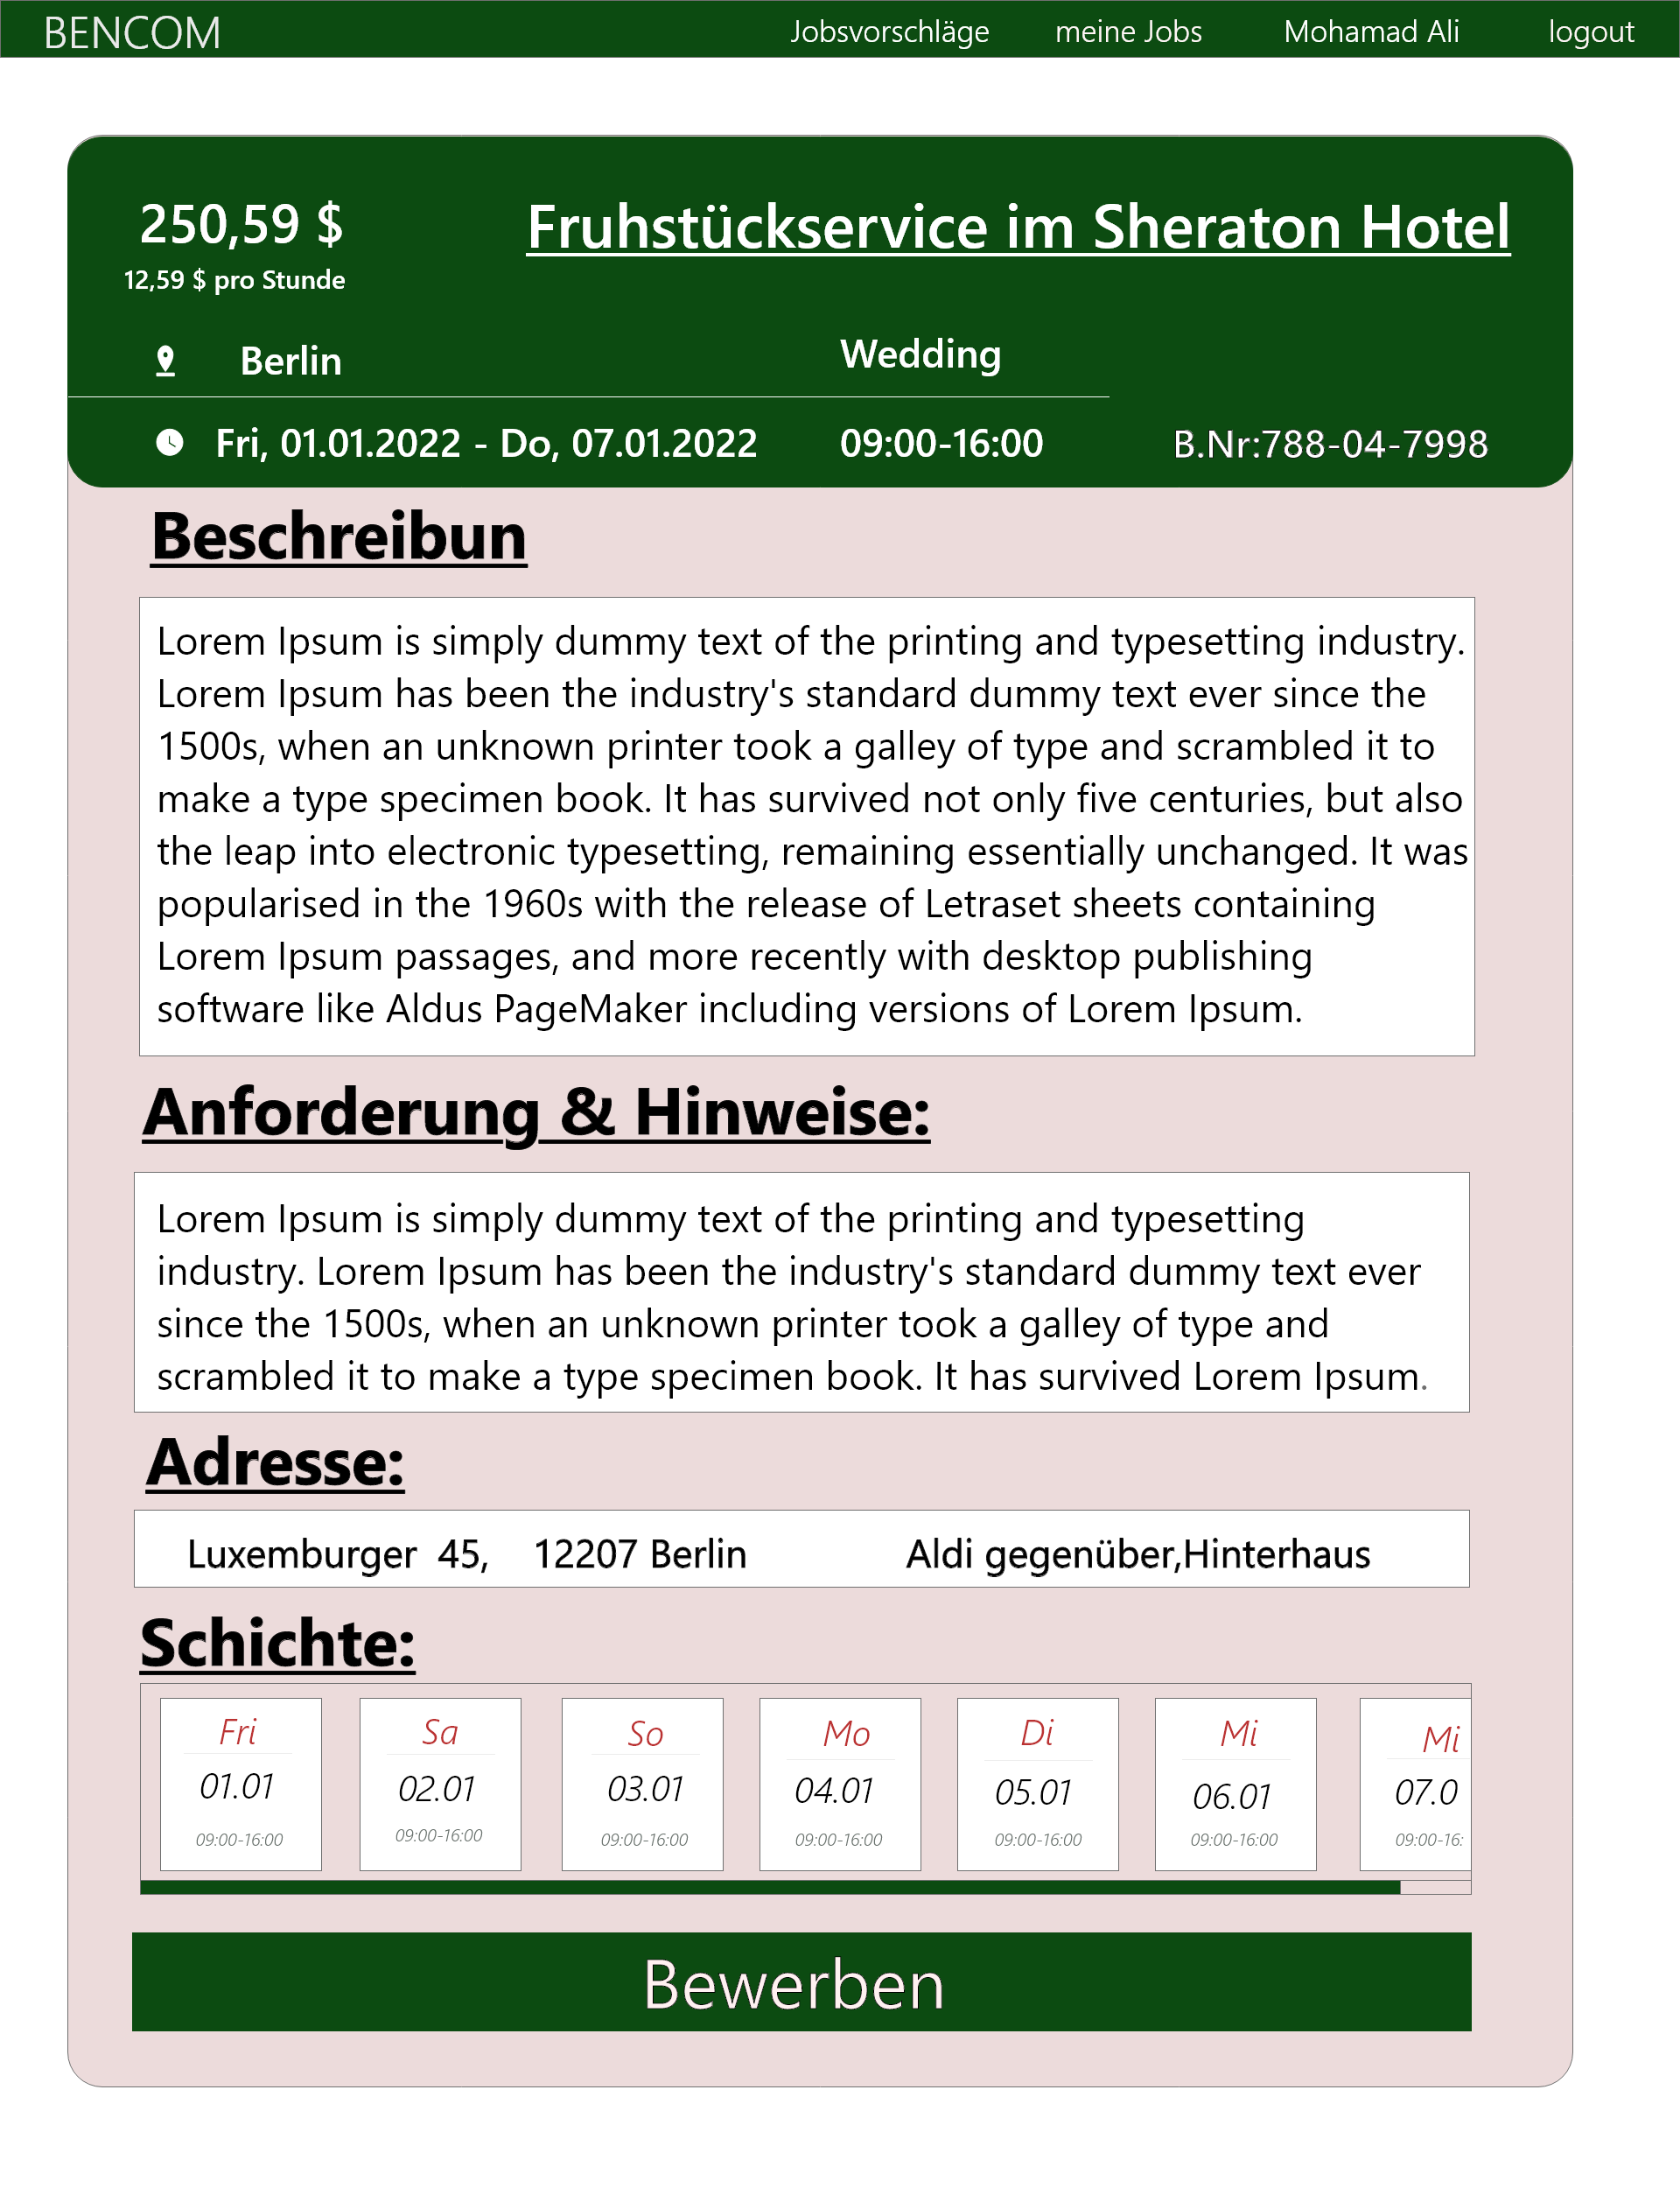 BENCOM Jobsvorschläge meine Jobs Mohamad Ali logout
250,59 $ Fruhstückservice im Sheraton Hotel
12,59 $ pro Stunde
Berlin Wedding
Fri, 01.01.2022 - Do, 07.01.2022 09:00-16:00 B.Nr:788-04-7998
Beschreibun
Lorem Ipsum is simply dummy text of the printing and typesetting industry.
Lorem Ipsum has been the industry's standard dummy text ever since the
1500s, when an unknown printer took a galley of type and scrambled it to
make a type specimen book. It has survived not only five centuries, but also
the leap into electronic typesetting, remaining essentially unchanged. It was
popularised in the 1960s with the release of Letraset sheets containing
Lorem Ipsum passages, and more recently with desktop publishing
software like Aldus PageMaker including versions of Lorem Ipsum.
Anforderung & Hinweise:
Lorem Ipsum is simply dummy text of the printing and typesetting
industry. Lorem Ipsum has been the industry's standard dummy text ever
since the 1500s, when an unknown printer took a galley of type and
scrambled it to make a type specimen book. It has survived Lorem Ipsum.
Adresse:
Luxemburger 45, 12207 Berlin Aldi gegenüber,Hinterhaus
Schichte:
Fri Sa So Mo Di Mi Mi
01.01 02.01 03.01 04.01 05.01 06.01 07.0
09:00-16:00 09:00-16:00 09:00-16:00 09:00-16:00 09:00-16:00 09:00-16:00 09:00-16:
Bewerben